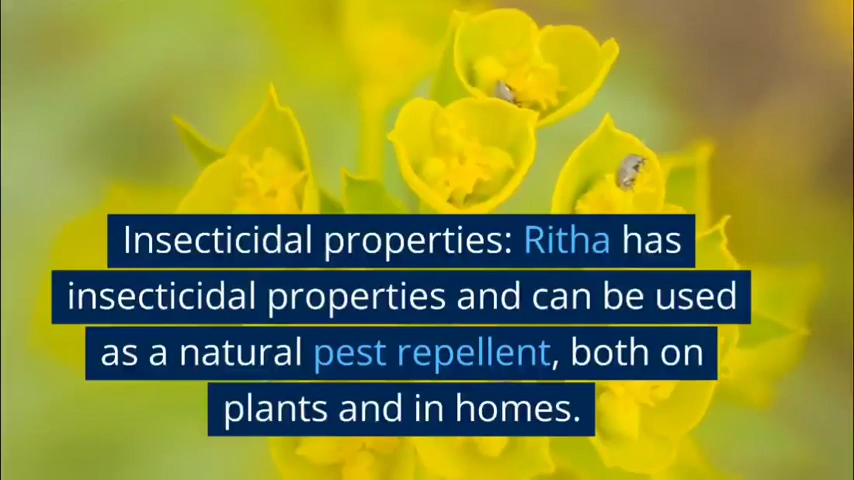 Insecticidal properties: Ritha has
insecticidal properties and can be used
as a natural pest repellent, both on
plants and in homes.